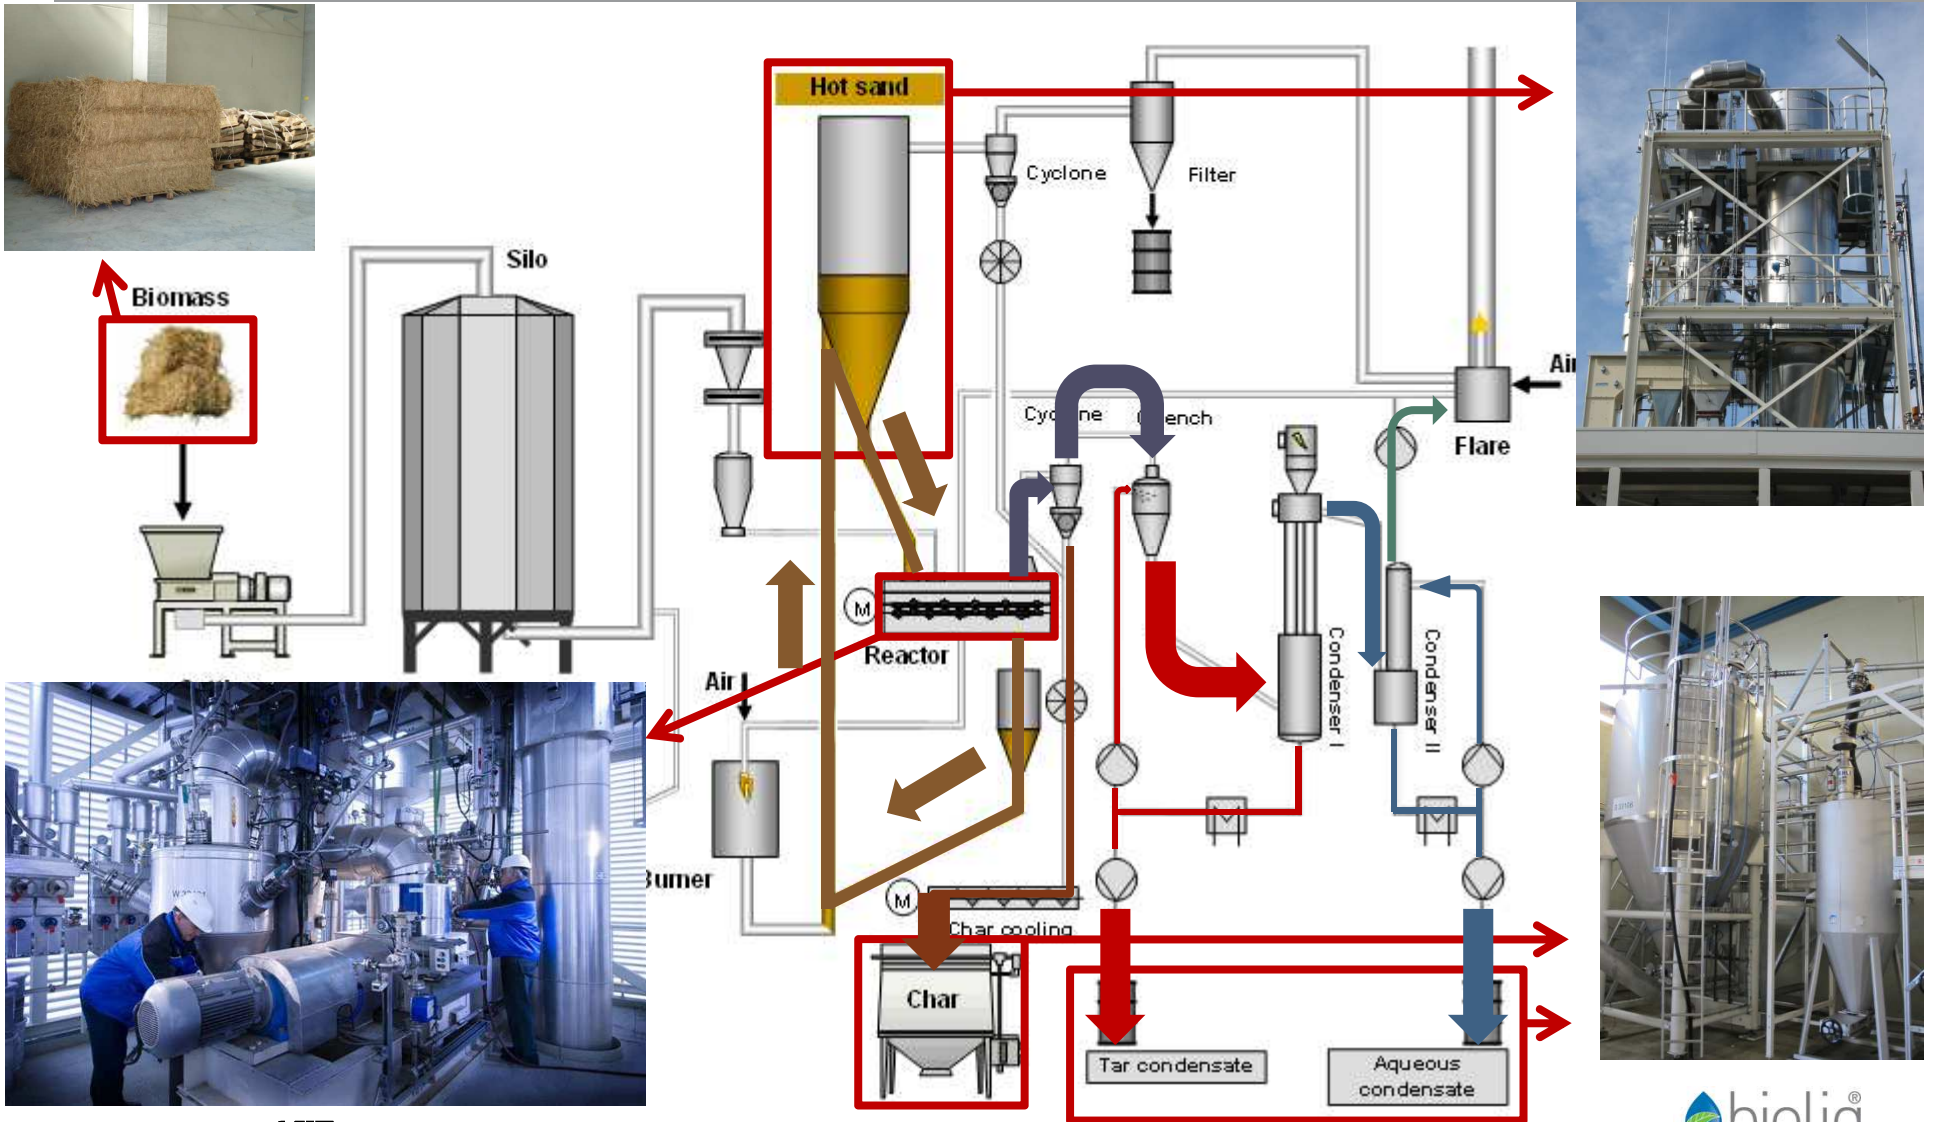 Hot sand
Cyclone
Filter
Silo
Biomass
Air
Flare
M
Reactor
Condenser I
Condenser II
Air
Burner
M
Char cooling
Char
Tar condensate
Aqueous
condensate
bioliq®